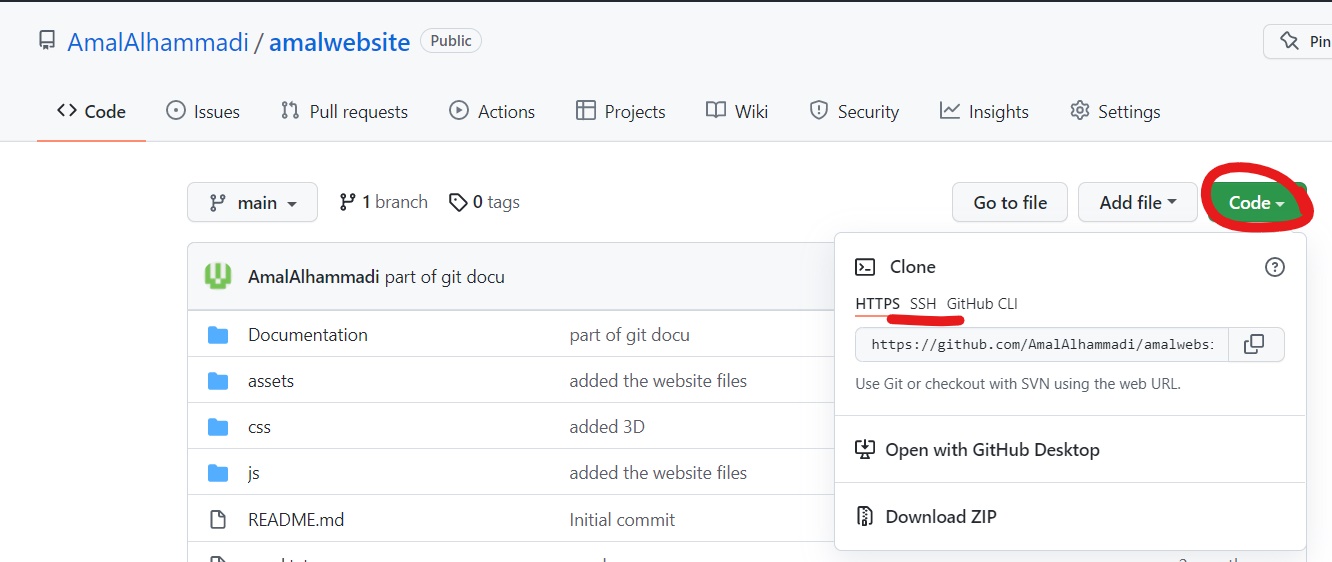 AmalAlhammadi / amalwebsite Public Pin
Code Issues Pull requests Actions Projects Wiki Security Insights Settings
main 1 branch 0 tags Go to file Add file Code
AmalAlhammadi part of git docu
Documentation part of git docu
assets added the website files
css added 3D
js added the website files
README.md Initial commit
Clone
HTTPS SSH GitHub CLI
https://github.com/AmalAlhammadi/amalwebsi
Use Git or checkout with SVN using the web URL.
Open with GitHub Desktop
Download ZIP